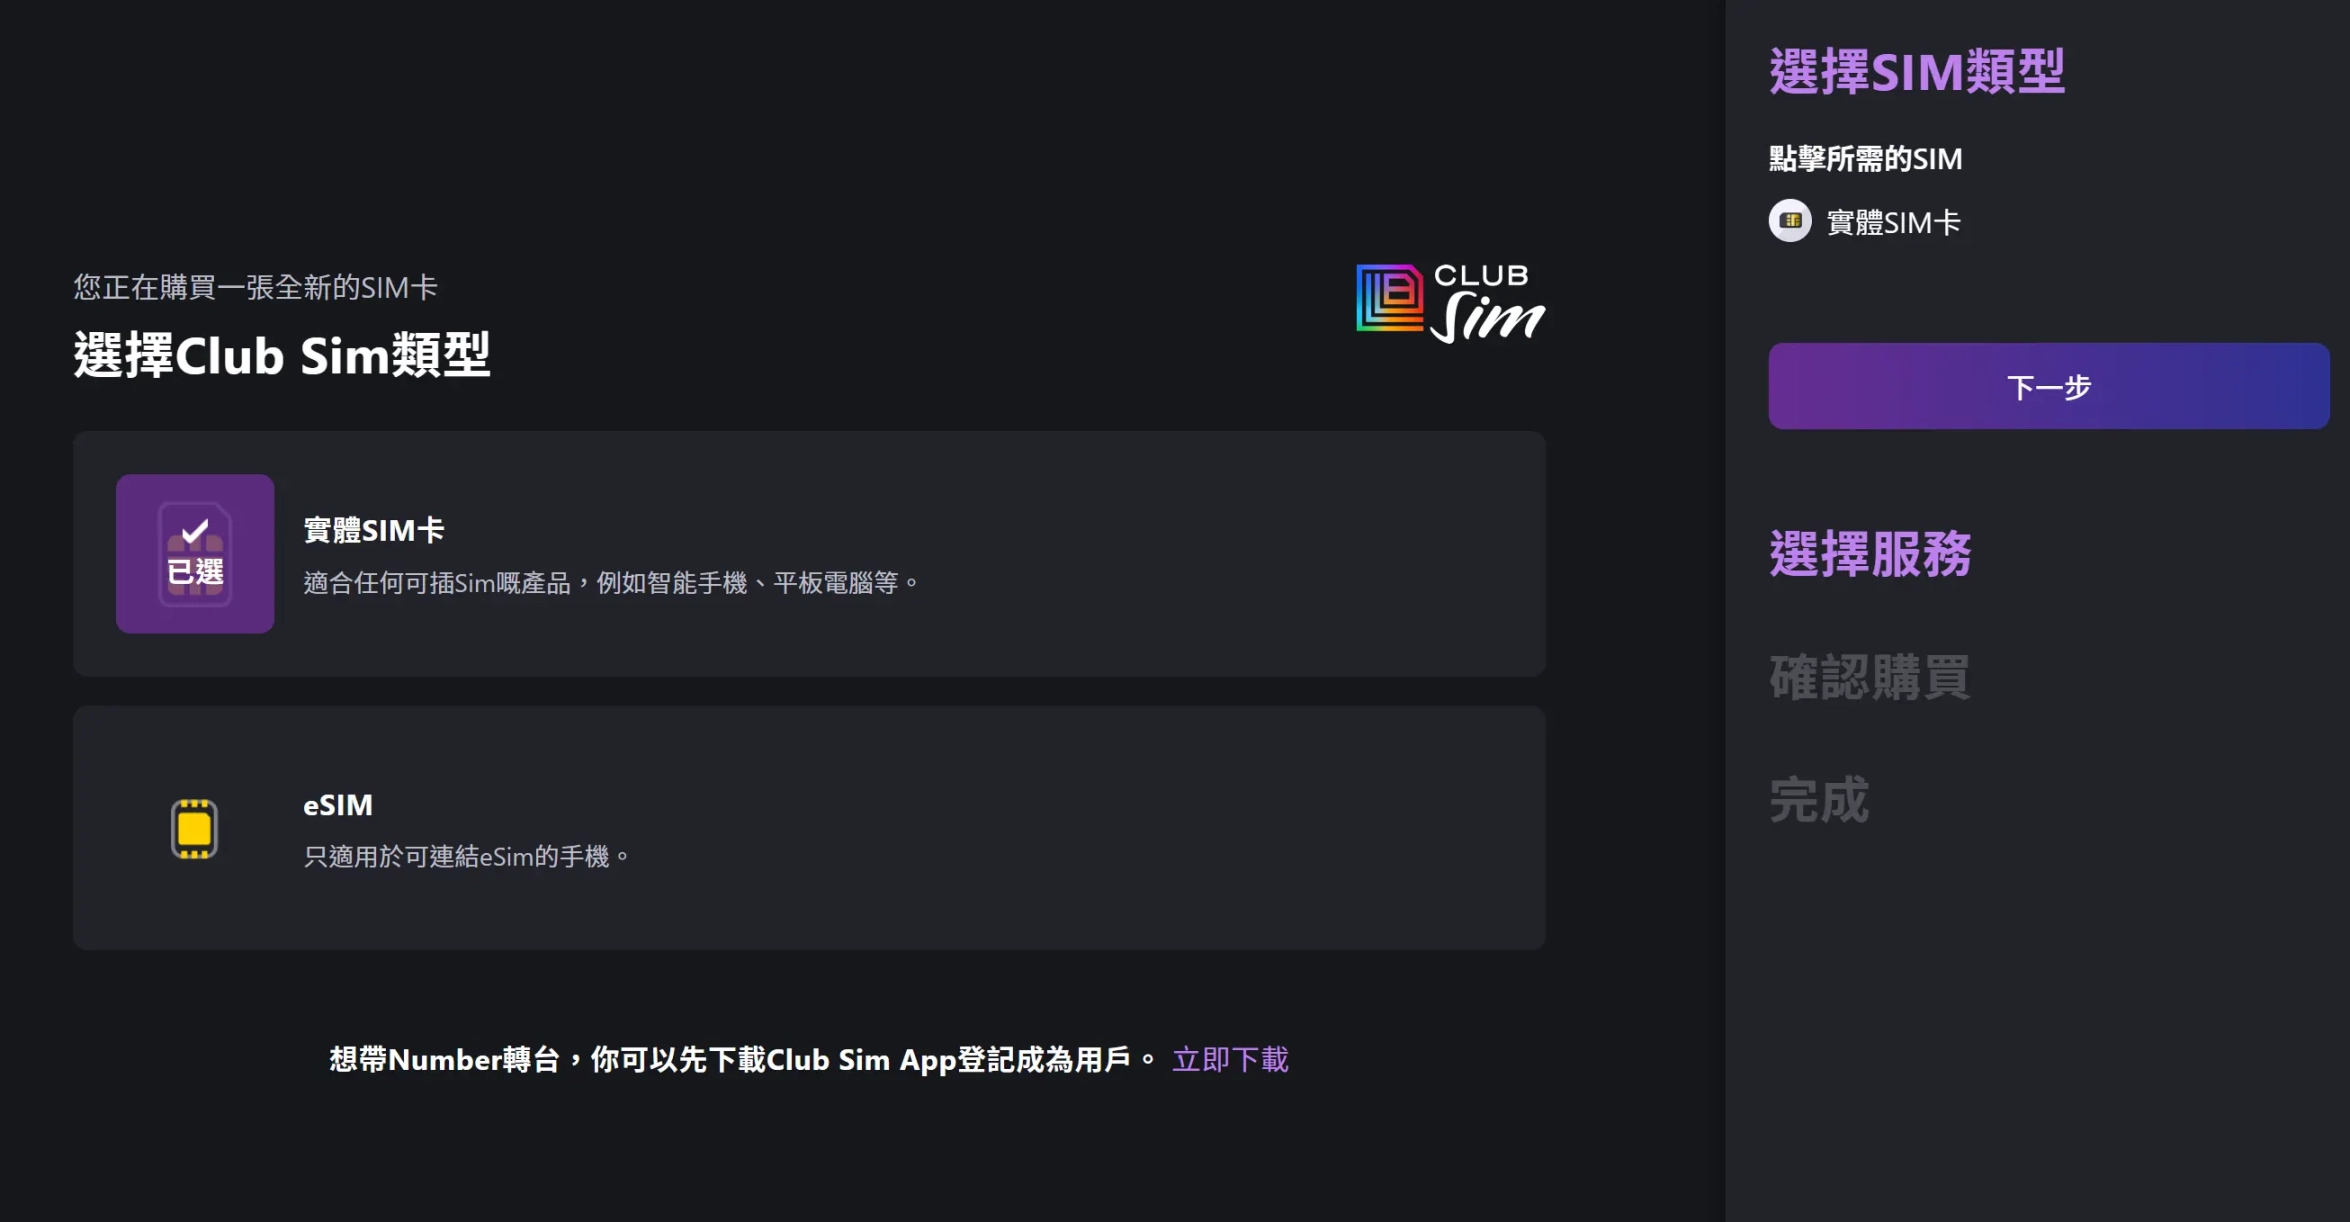 您正在購買一張全新的SIM卡
選擇Club Sim類型
CLUB
Sim
已選
實體SIM卡
適合任何可插Sim嘅產品，例如智能手機、平板電腦等。
eSIM
只適用於可連結eSim的手機。
想帶Number轉台，你可以先下載Club Sim App登記成為用戶。 立即下載
選擇SIM類型
點擊所需的SIM
實體SIM卡
下一步
選擇服務
確認購買
完成